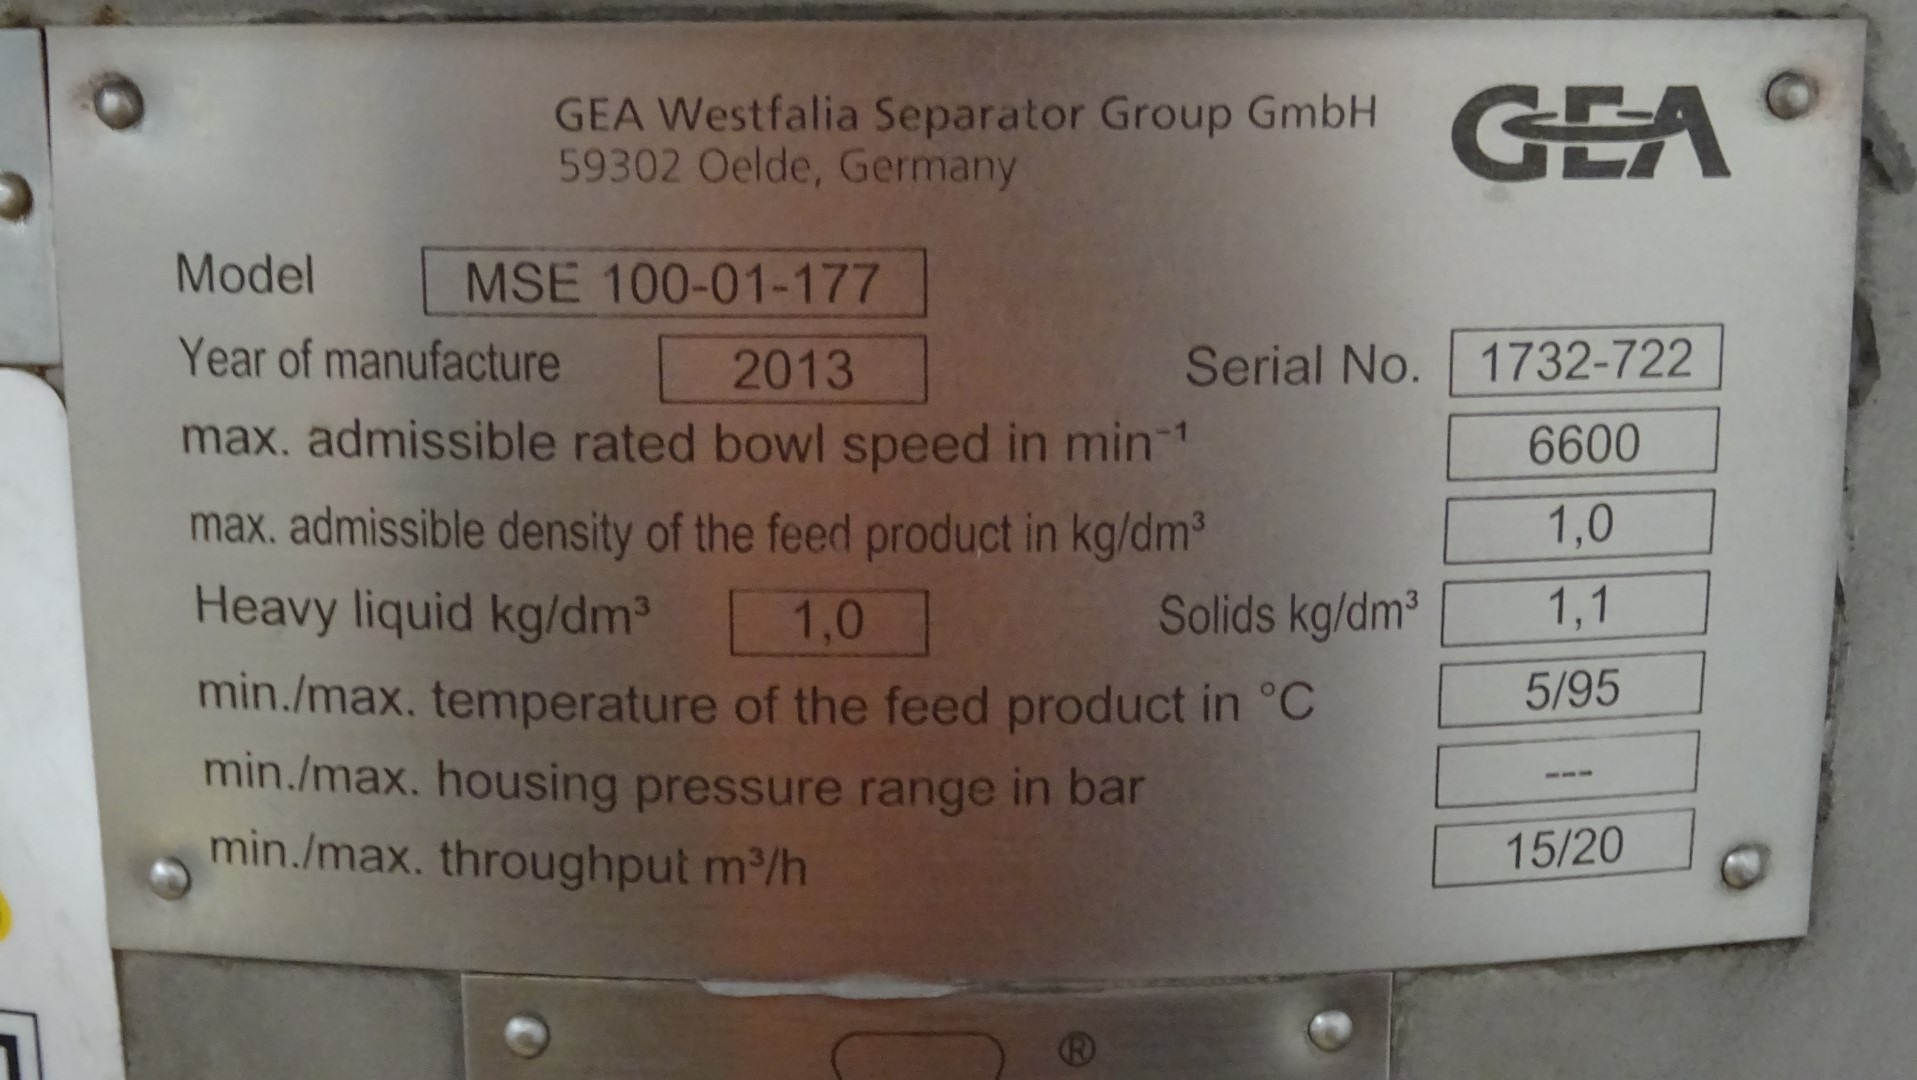 GEA Westfalia Separator Group GmbH
59302 Oelde, Germany
GEA
Model MSE 100-01-177
Year of manufacture 2013 Serial No. 1732-722
max. admissible rated bowl speed in min⁻¹ 6600
max. admissible density of the feed product in kg/dm³ 1,0
Heavy liquid kg/dm³ 1,0 Solids kg/dm³ 1,1
min./max. temperature of the feed product in °C 5/95
min./max. housing pressure range in bar ---
min./max. throughput m³/h 15/20
®